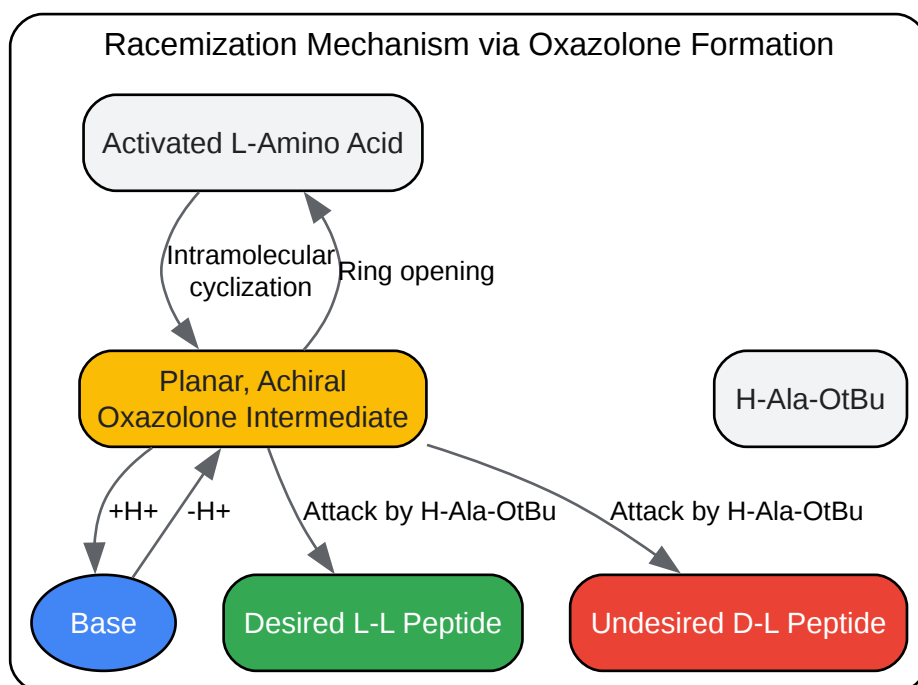 Racemization Mechanism via Oxazolone Formation
Activated L-Amino Acid
Intramolecular
cyclization
Ring opening
Planar, Achiral
Oxazolone Intermediate
H-Ala-OtBu
+H+
-H+
Attack by H-Ala-OtBu
Attack by H-Ala-OtBu
Base
Desired L-L Peptide
Undesired D-L Peptide